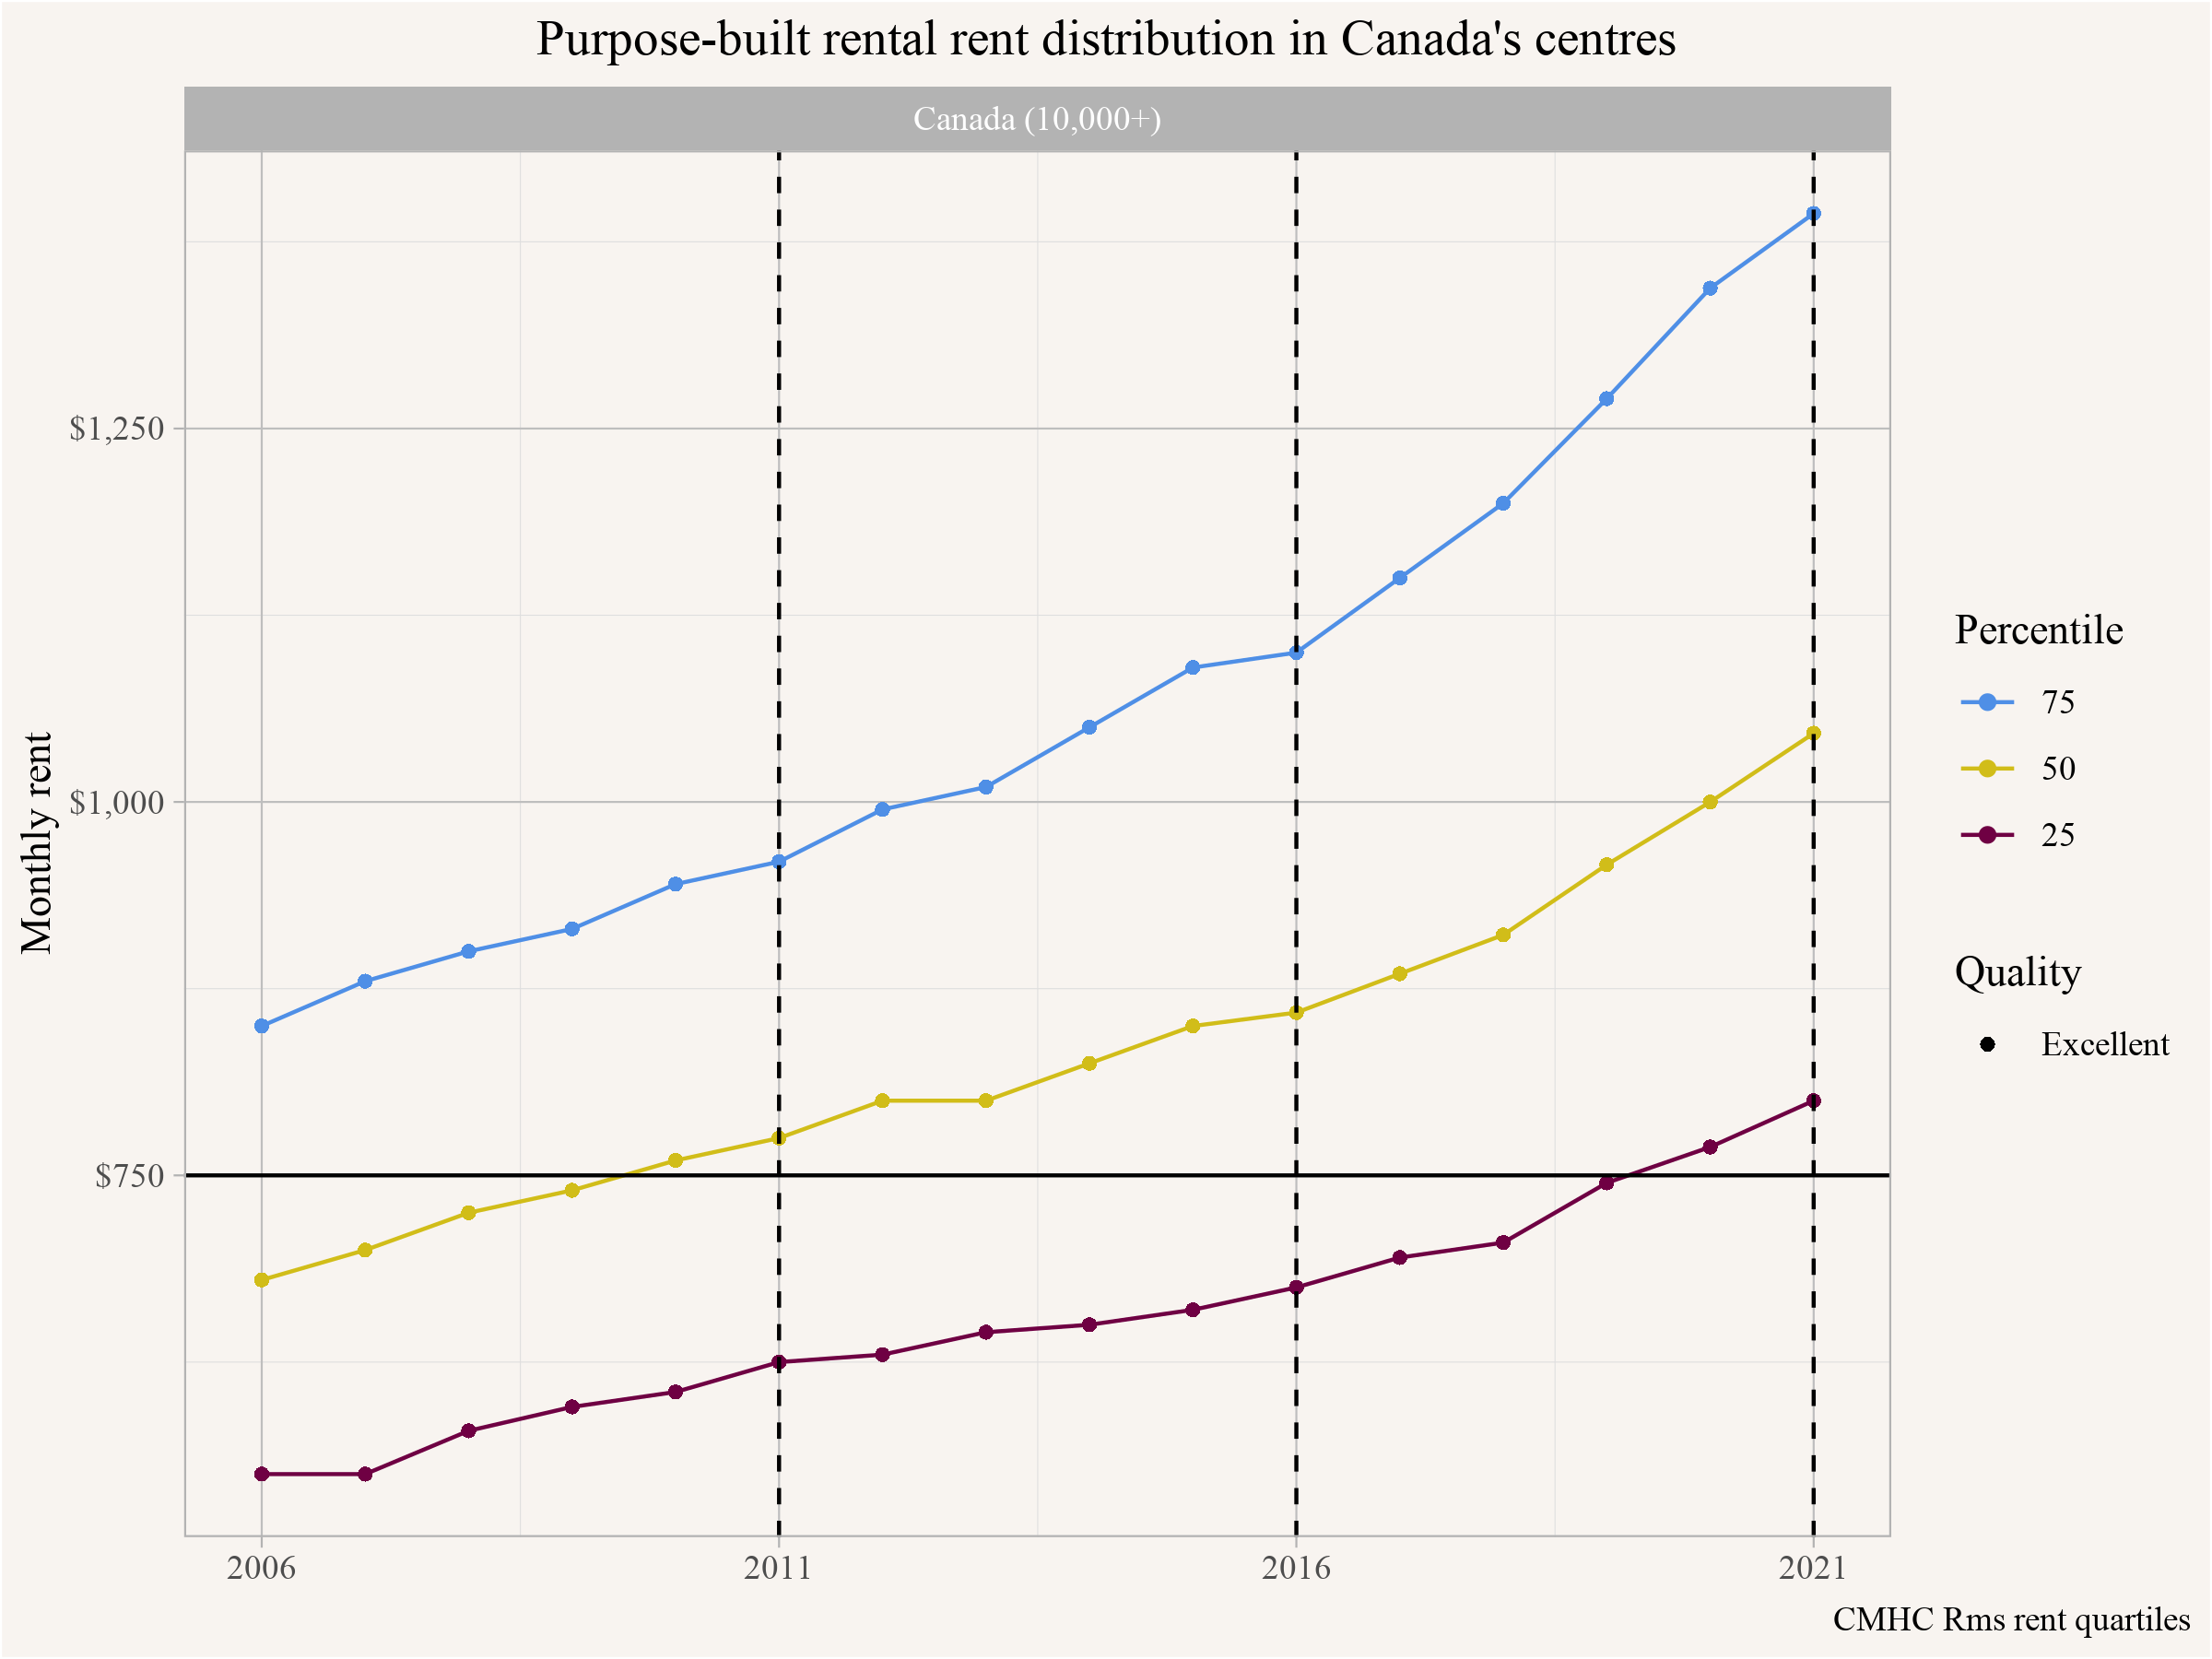 Purpose-built rental rent distribution in Canada's centres
Canada (10,000+)
Monthly rent
$1,250
$1,000
$750
2006
2011
2016
2021
Percentile
75
50
25
Quality
Excellent
CMHC Rms rent quartiles